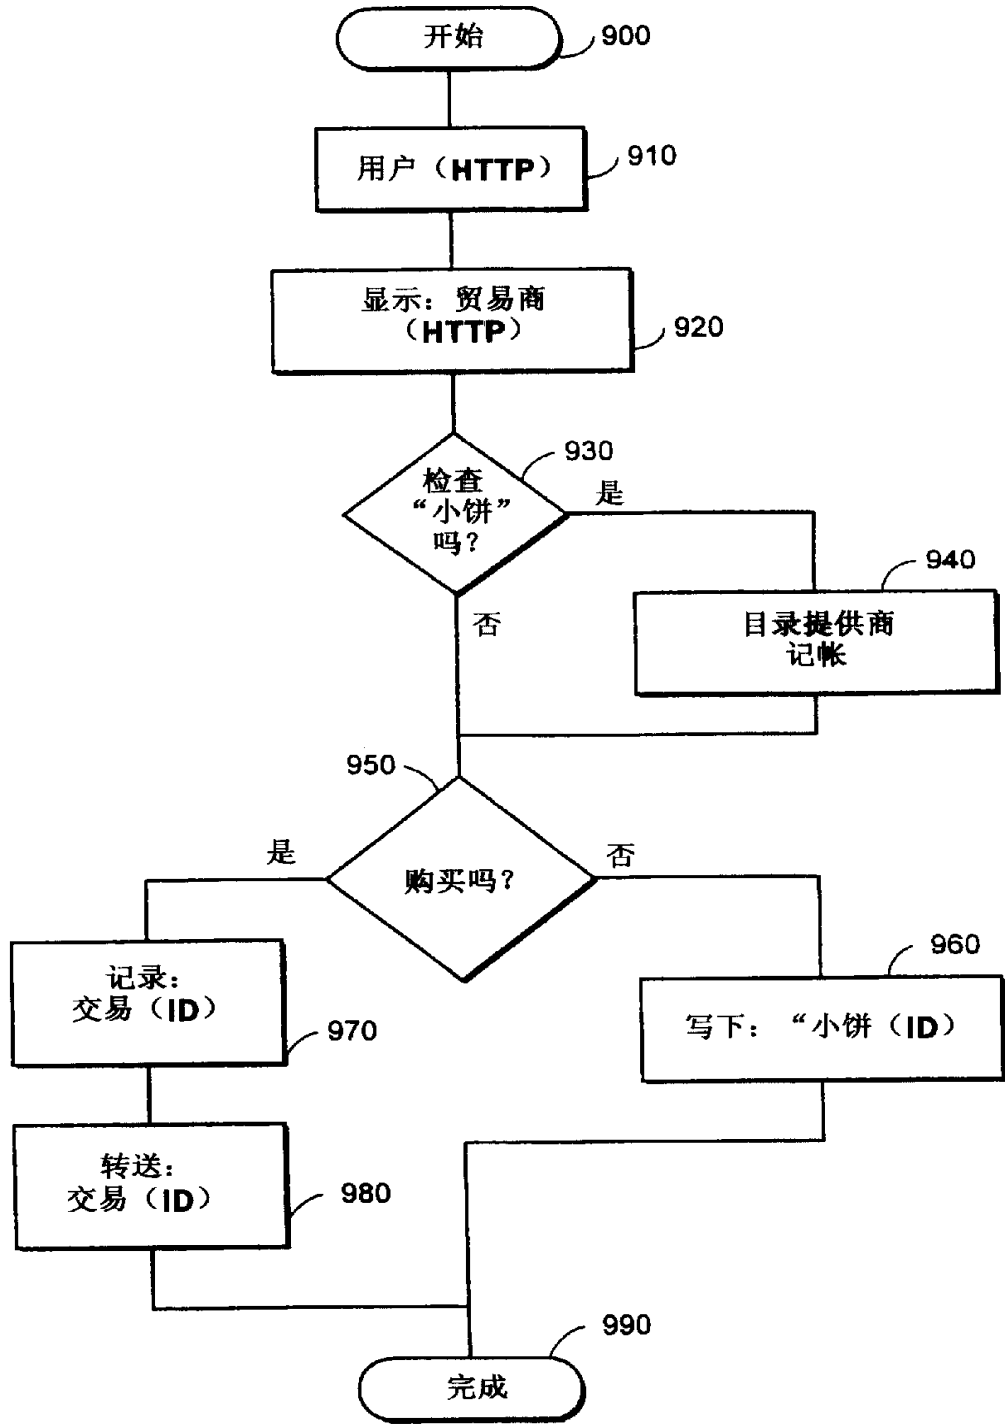 开始
900
用户（HTTP）
910
显示：贸易商
（HTTP）
920
930
检查
“小饼”
吗？
是
否
940
目录提供商
记帐
950
购买吗？
是
否
记录：
交易（ID）
970
960
写下：“小饼（ID）
转送：
交易（ID）
980
990
完成